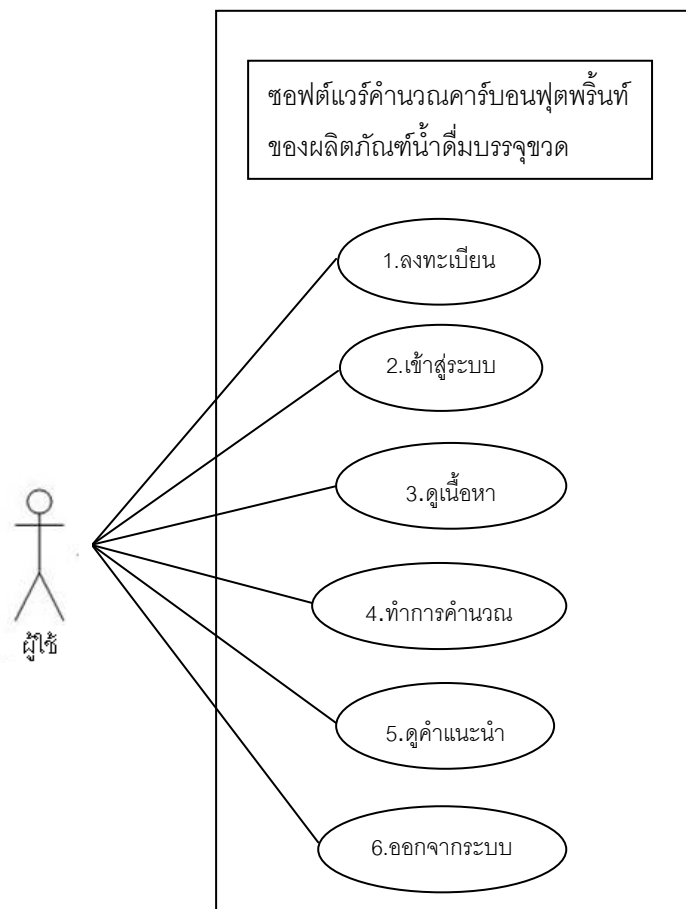 ซอฟต์แวร์คำนวณคาร์บอนฟุตพริ้นท์
ของผลิตภัณฑ์น้ำดื่มบรรจุขวด
1.ลงทะเบียน
2.เข้าสู่ระบบ
3.ดูเนื้อหา
4.ทำการคำนวณ
5.ดูคำแนะนำ
6.ออกจากระบบ
ผู้ใช้